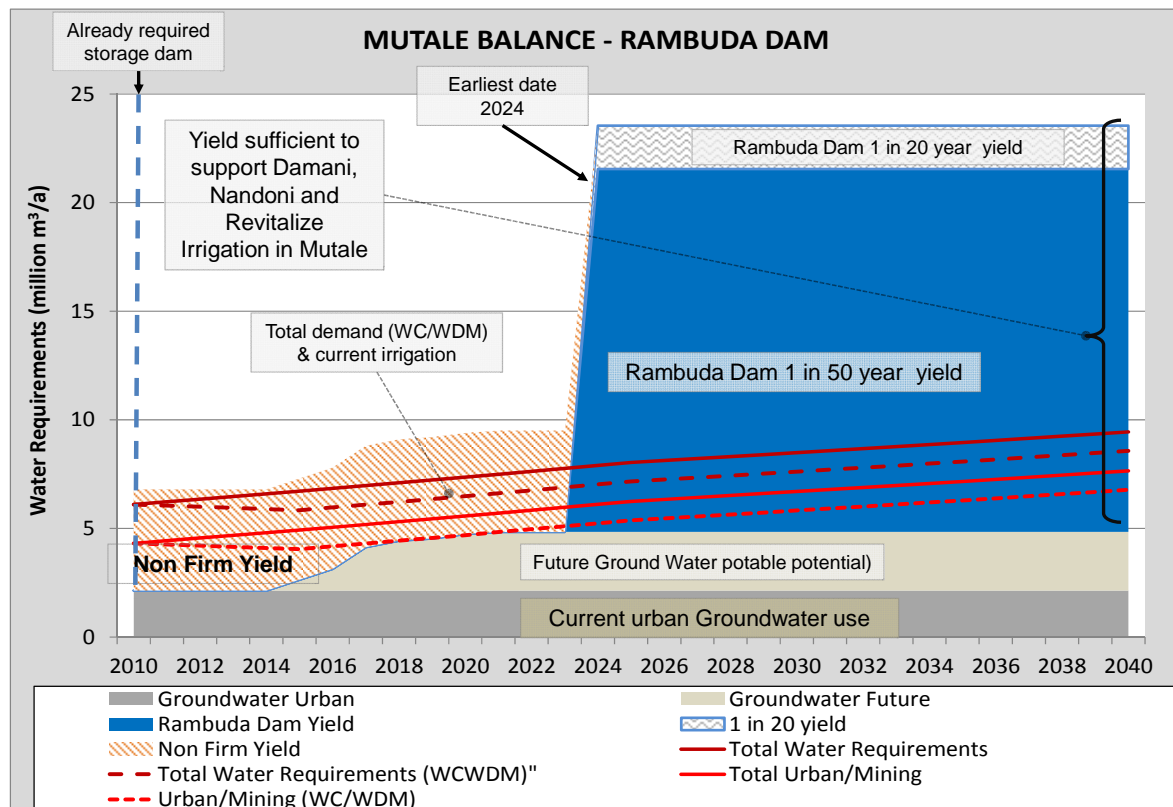 Already required
storage dam
MUTALE BALANCE - RAMBUDA DAM
Earliest date
2024
Yield sufficient to
support Damani,
Nandoni and
Revitalize
Irrigation in Mutale
Rambuda Dam 1 in 20 year yield
Total demand (WC/WDM)
& current irrigation
Rambuda Dam 1 in 50 year yield
Non Firm Yield
Future Ground Water potable potential)
Current urban Groundwater use
Water Requirements (million m³/a)
25
20
15
10
5
0
2010 2012 2014 2016 2018 2020 2022 2024 2026 2028 2030 2032 2034 2036 2038 2040
Groundwater Urban
Groundwater Future
Rambuda Dam Yield
1 in 20 yield
Non Firm Yield
Total Water Requirements
Total Water Requirements (WCWDM)"
Total Urban/Mining
Urban/Mining (WC/WDM)